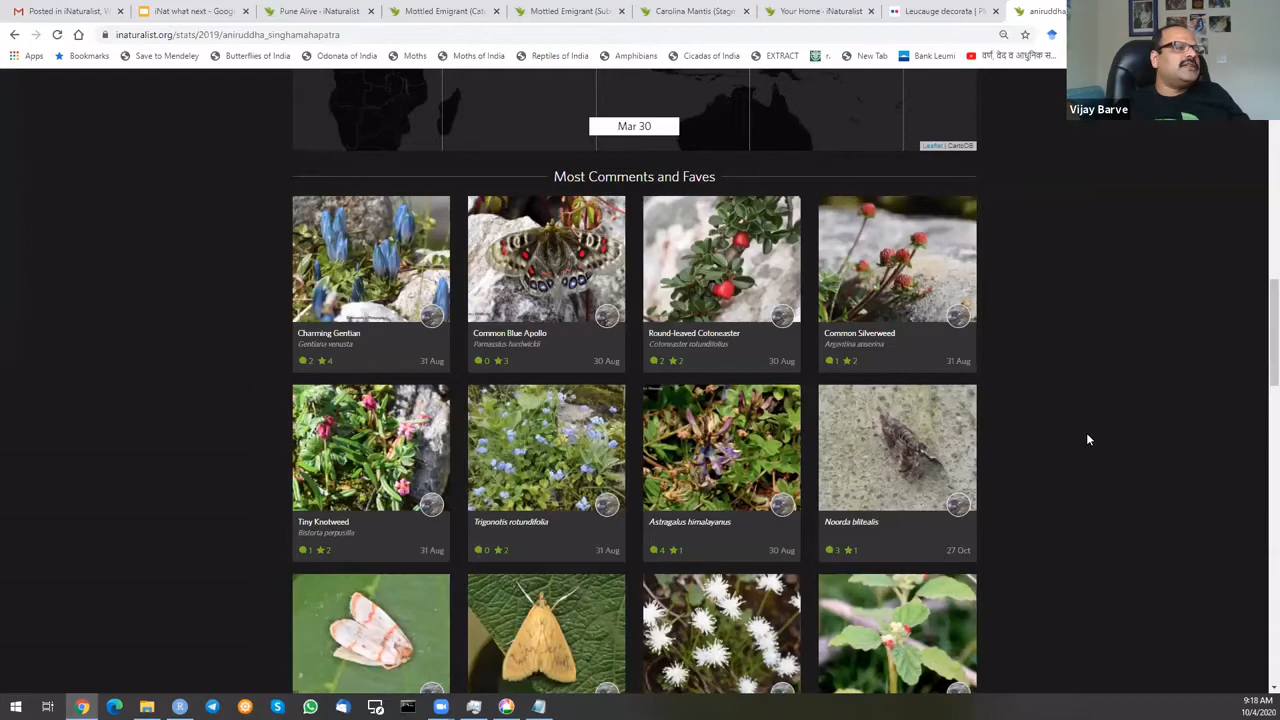 Posted in iNaturalist, W
iNat what next - Goog
Pune Alive · iNaturalist
Mottled Emigrant (Cat
Mottled Emigrant (Sub
Carolina Mantis (Stagn
Your Home · iNaturalist
Leucauge decorata | Pl
aniruddh
inaturalist.org/stats/2019/aniruddha_singhamahapatra
Apps
Bookmarks
Save to Mendeley
Butterflies of India
Odonata of India
Moths
Moths of India
Reptiles of India
Amphibians
Cicadas of India
EXTRACT
r.
New Tab
Bank Leumi
वर्ण, वेद व आधुनिक
Vijay Barve
Mar 30
Leaflet | CartoDB
Most Comments and Faves
Charming Gentian
Gentiana venusta
2 4 31 Aug
Common Blue Apollo
Parnassius hardwickii
0 3 30 Aug
Round-leaved Cotoneaster
Cotoneaster rotundifolius
2 2 30 Aug
Common Silverweed
Argentina anserina
1 2 31 Aug
Tiny Knotweed
Bistorta perpusilla
1 2 31 Aug
Trigonotis rotundifolia
0 2 31 Aug
Astragalus himalayanus
4 1 30 Aug
Noorda blitealis
3 1 27 Oct
9:18 AM
10/4/2020